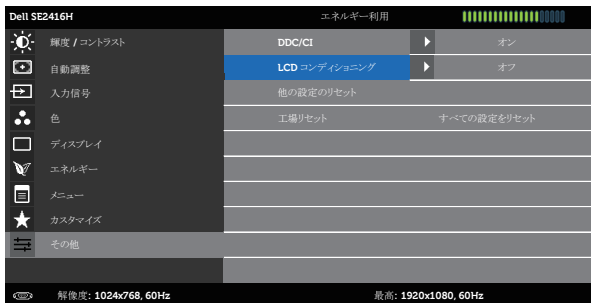 Dell SE2416H エネルギー利用
輝度 / コントラスト DDC/CI オン
自動調整 LCD コンディショニング オフ
入力信号 他の設定のリセット
色 工場リセット すべての設定をリセット
ディスプレイ
エネルギー
メニュー
カスタマイズ
その他
解像度: 1024x768, 60Hz 最高: 1920x1080, 60Hz